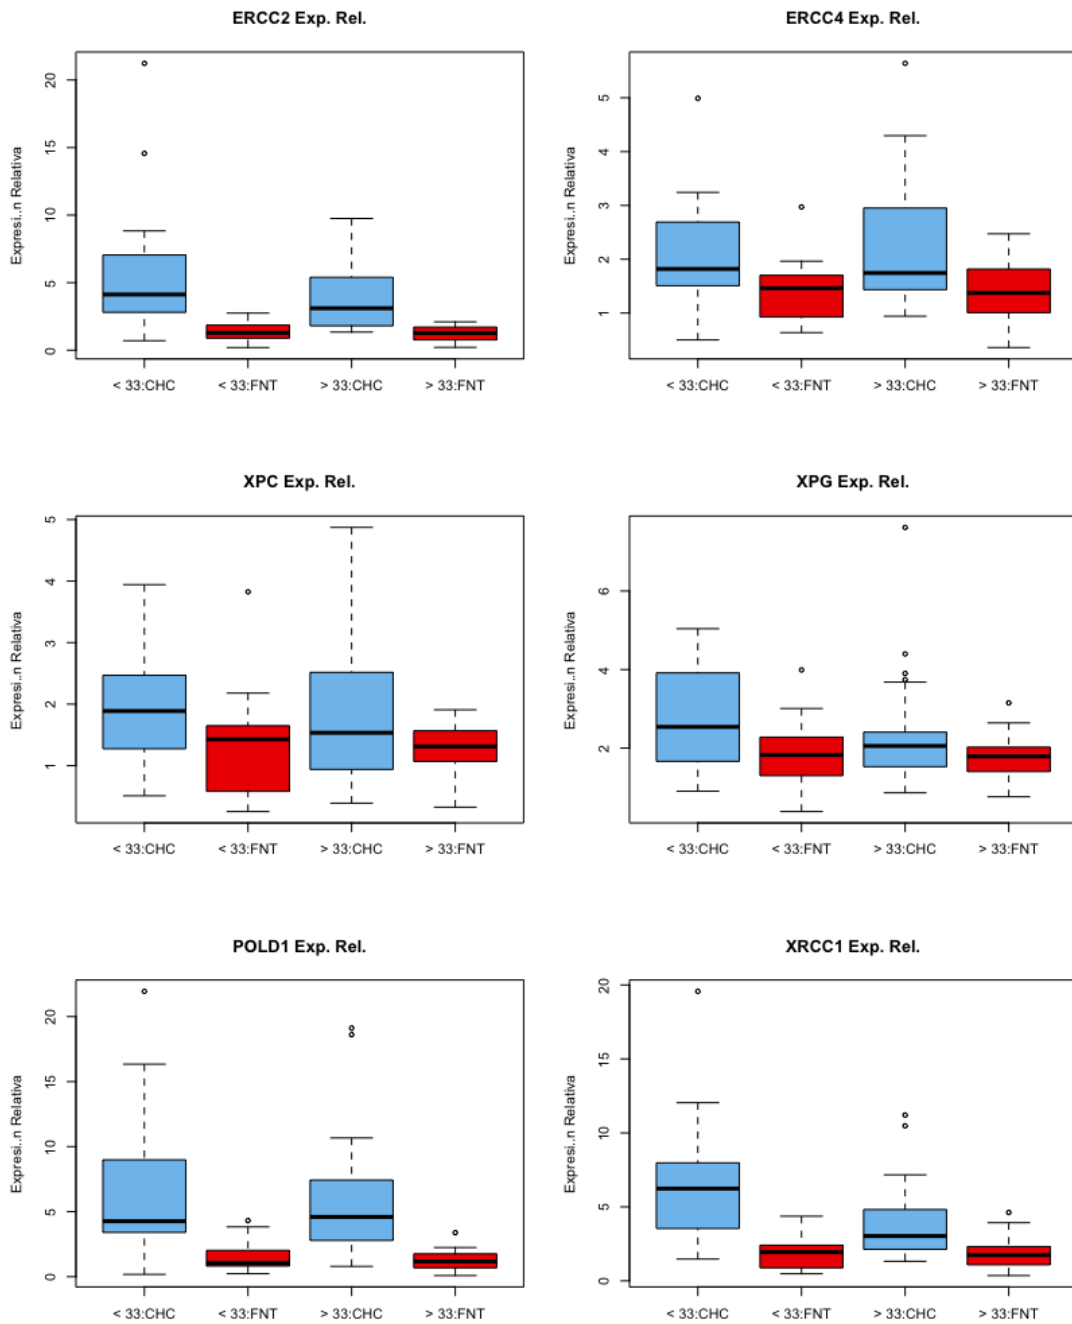 ERCC2 Exp. Rel.
Expresi..n Relativa
20
15
10
5
0
< 33:CHC < 33:FNT > 33:CHC > 33:FNT
ERCC4 Exp. Rel.
Expresi..n Relativa
5
4
3
2
1
< 33:CHC < 33:FNT > 33:CHC > 33:FNT
XPC Exp. Rel.
Expresi..n Relativa
5
4
3
2
1
< 33:CHC < 33:FNT > 33:CHC > 33:FNT
XPG Exp. Rel.
Expresi..n Relativa
6
4
2
< 33:CHC < 33:FNT > 33:CHC > 33:FNT
POLD1 Exp. Rel.
Expresi..n Relativa
20
15
10
5
0
< 33:CHC < 33:FNT > 33:CHC > 33:FNT
XRCC1 Exp. Rel.
Expresi..n Relativa
20
15
10
5
0
< 33:CHC < 33:FNT > 33:CHC > 33:FNT